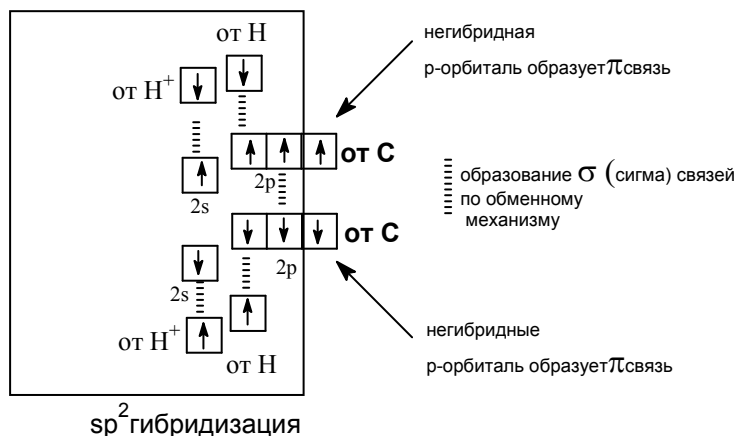 от H
от H⁺
от С
2p
2s
от С
2p
2s
от H⁺
от H
sp² гибридизация
негибридная
р-орбиталь образует π связь
образование σ (сигма) связей
по обменному
механизму
негибридные
р-орбиталь образует π связь